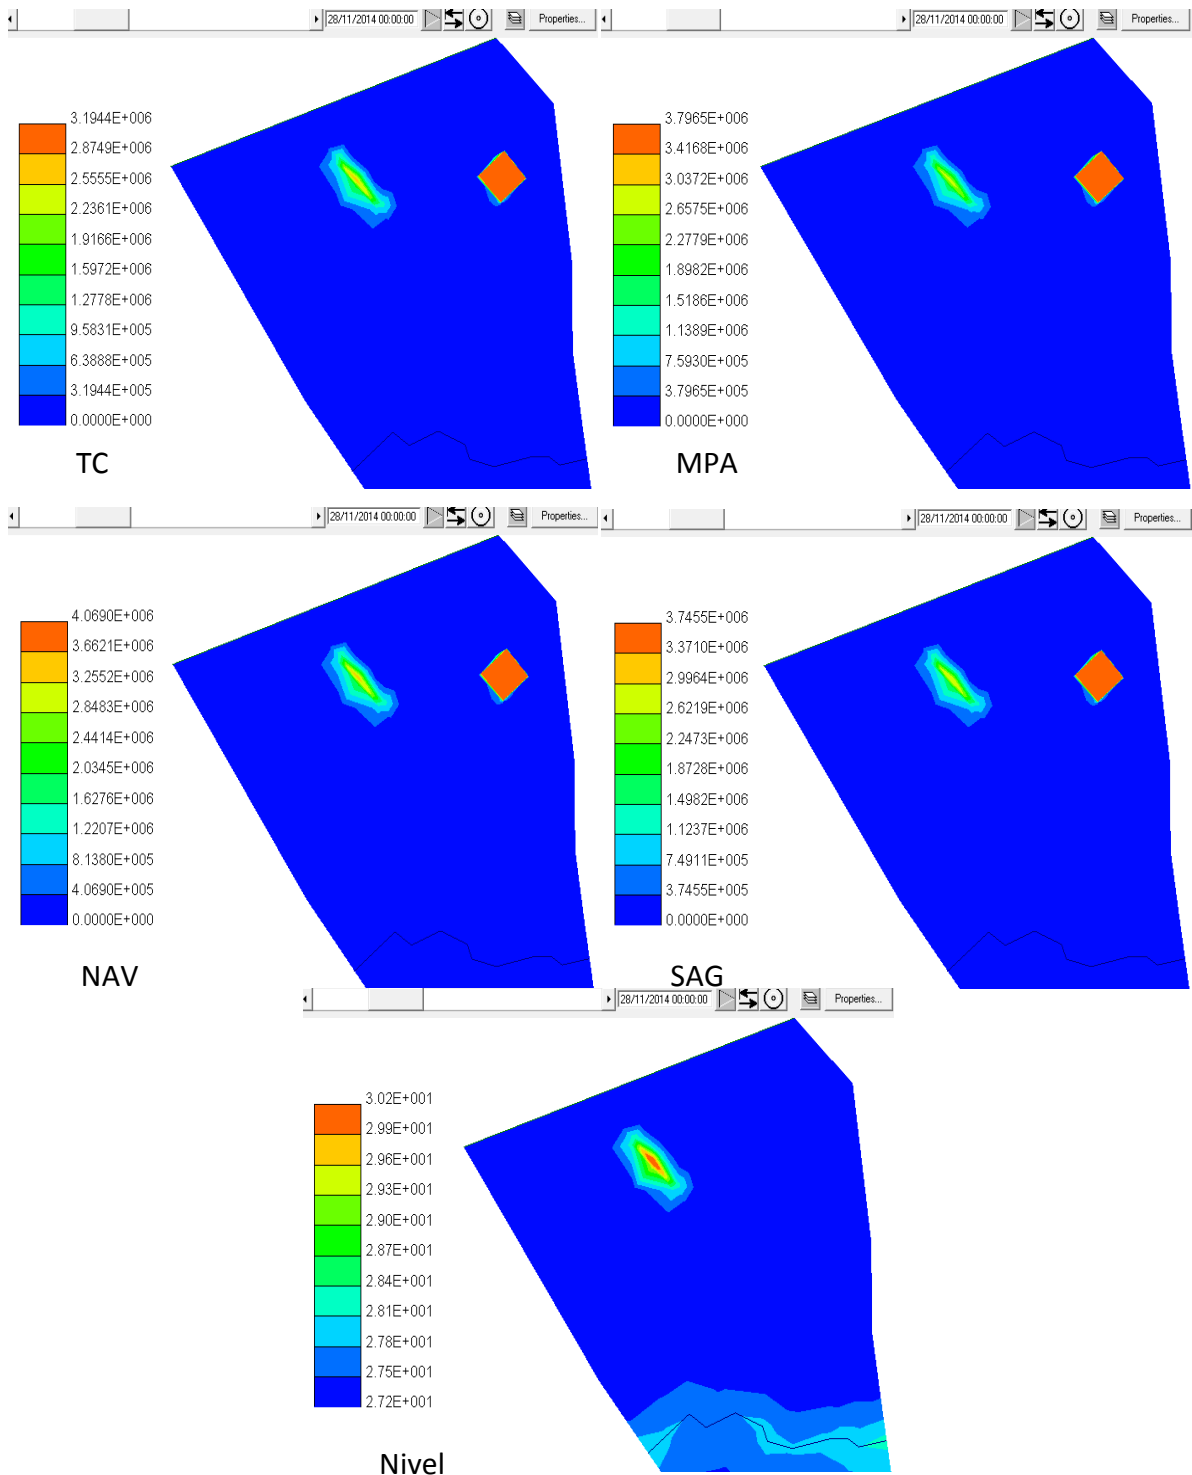 28/11/2014 00:00:00 Properties...
28/11/2014 00:00:00 Properties...
3.1944E+006
2.8749E+006
2.5555E+006
2.2361E+006
1.9166E+006
1.5972E+006
1.2778E+006
9.5831E+005
6.3888E+005
3.1944E+005
0.0000E+000
TC
3.7965E+006
3.4168E+006
3.0372E+006
2.6575E+006
2.2779E+006
1.8982E+006
1.5186E+006
1.1389E+006
7.5930E+005
3.7965E+005
0.0000E+000
MPA
28/11/2014 00:00:00 Properties...
28/11/2014 00:00:00 Properties...
4.0690E+006
3.6621E+006
3.2552E+006
2.8483E+006
2.4414E+006
2.0345E+006
1.6276E+006
1.2207E+006
8.1380E+005
4.0690E+005
0.0000E+000
NAV
3.7455E+006
3.3710E+006
2.9964E+006
2.6219E+006
2.2473E+006
1.8728E+006
1.4982E+006
1.1237E+006
7.4911E+005
3.7455E+005
0.0000E+000
SAG
28/11/2014 00:00:00 Properties...
3.02E+001
2.99E+001
2.96E+001
2.93E+001
2.90E+001
2.87E+001
2.84E+001
2.81E+001
2.78E+001
2.75E+001
2.72E+001
Nivel